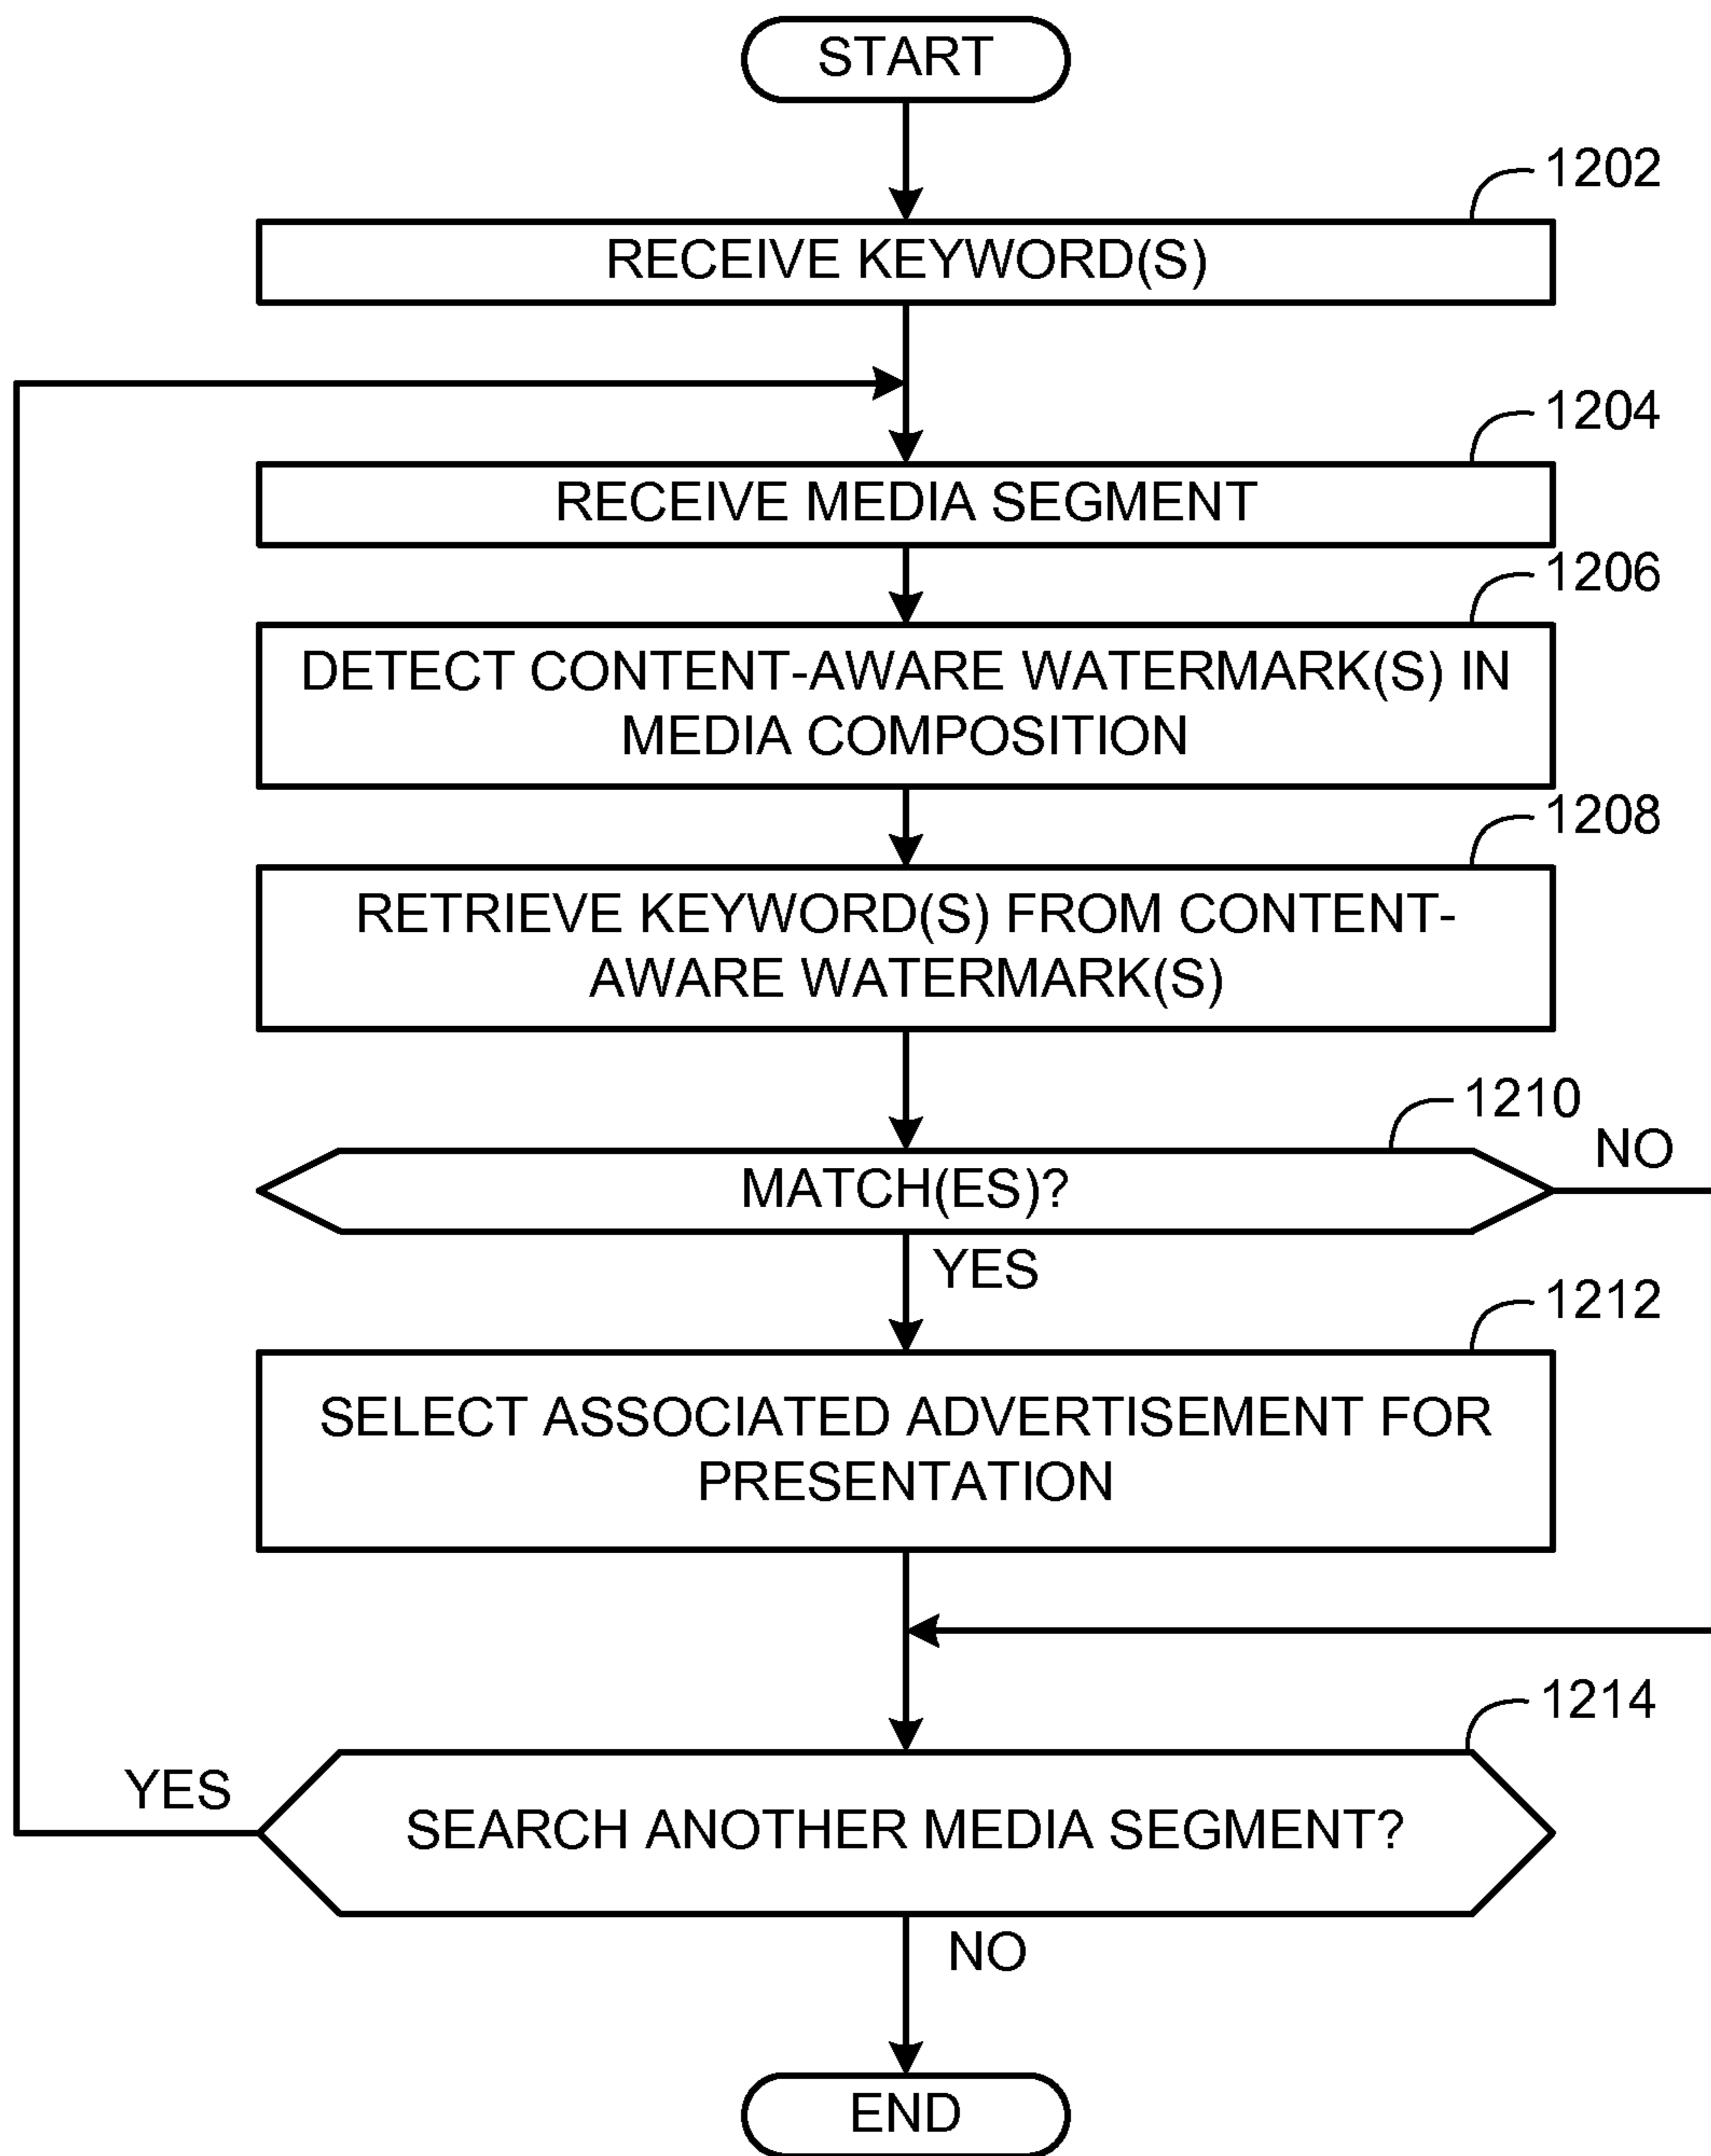 START
1202
RECEIVE KEYWORD(S)
1204
RECEIVE MEDIA SEGMENT
1206
DETECT CONTENT-AWARE WATERMARK(S) IN
MEDIA COMPOSITION
1208
RETRIEVE KEYWORD(S) FROM CONTENT-
AWARE WATERMARK(S)
1210
NO
MATCH(ES)?
YES
1212
SELECT ASSOCIATED ADVERTISEMENT FOR
PRESENTATION
1214
YES
SEARCH ANOTHER MEDIA SEGMENT?
NO
END